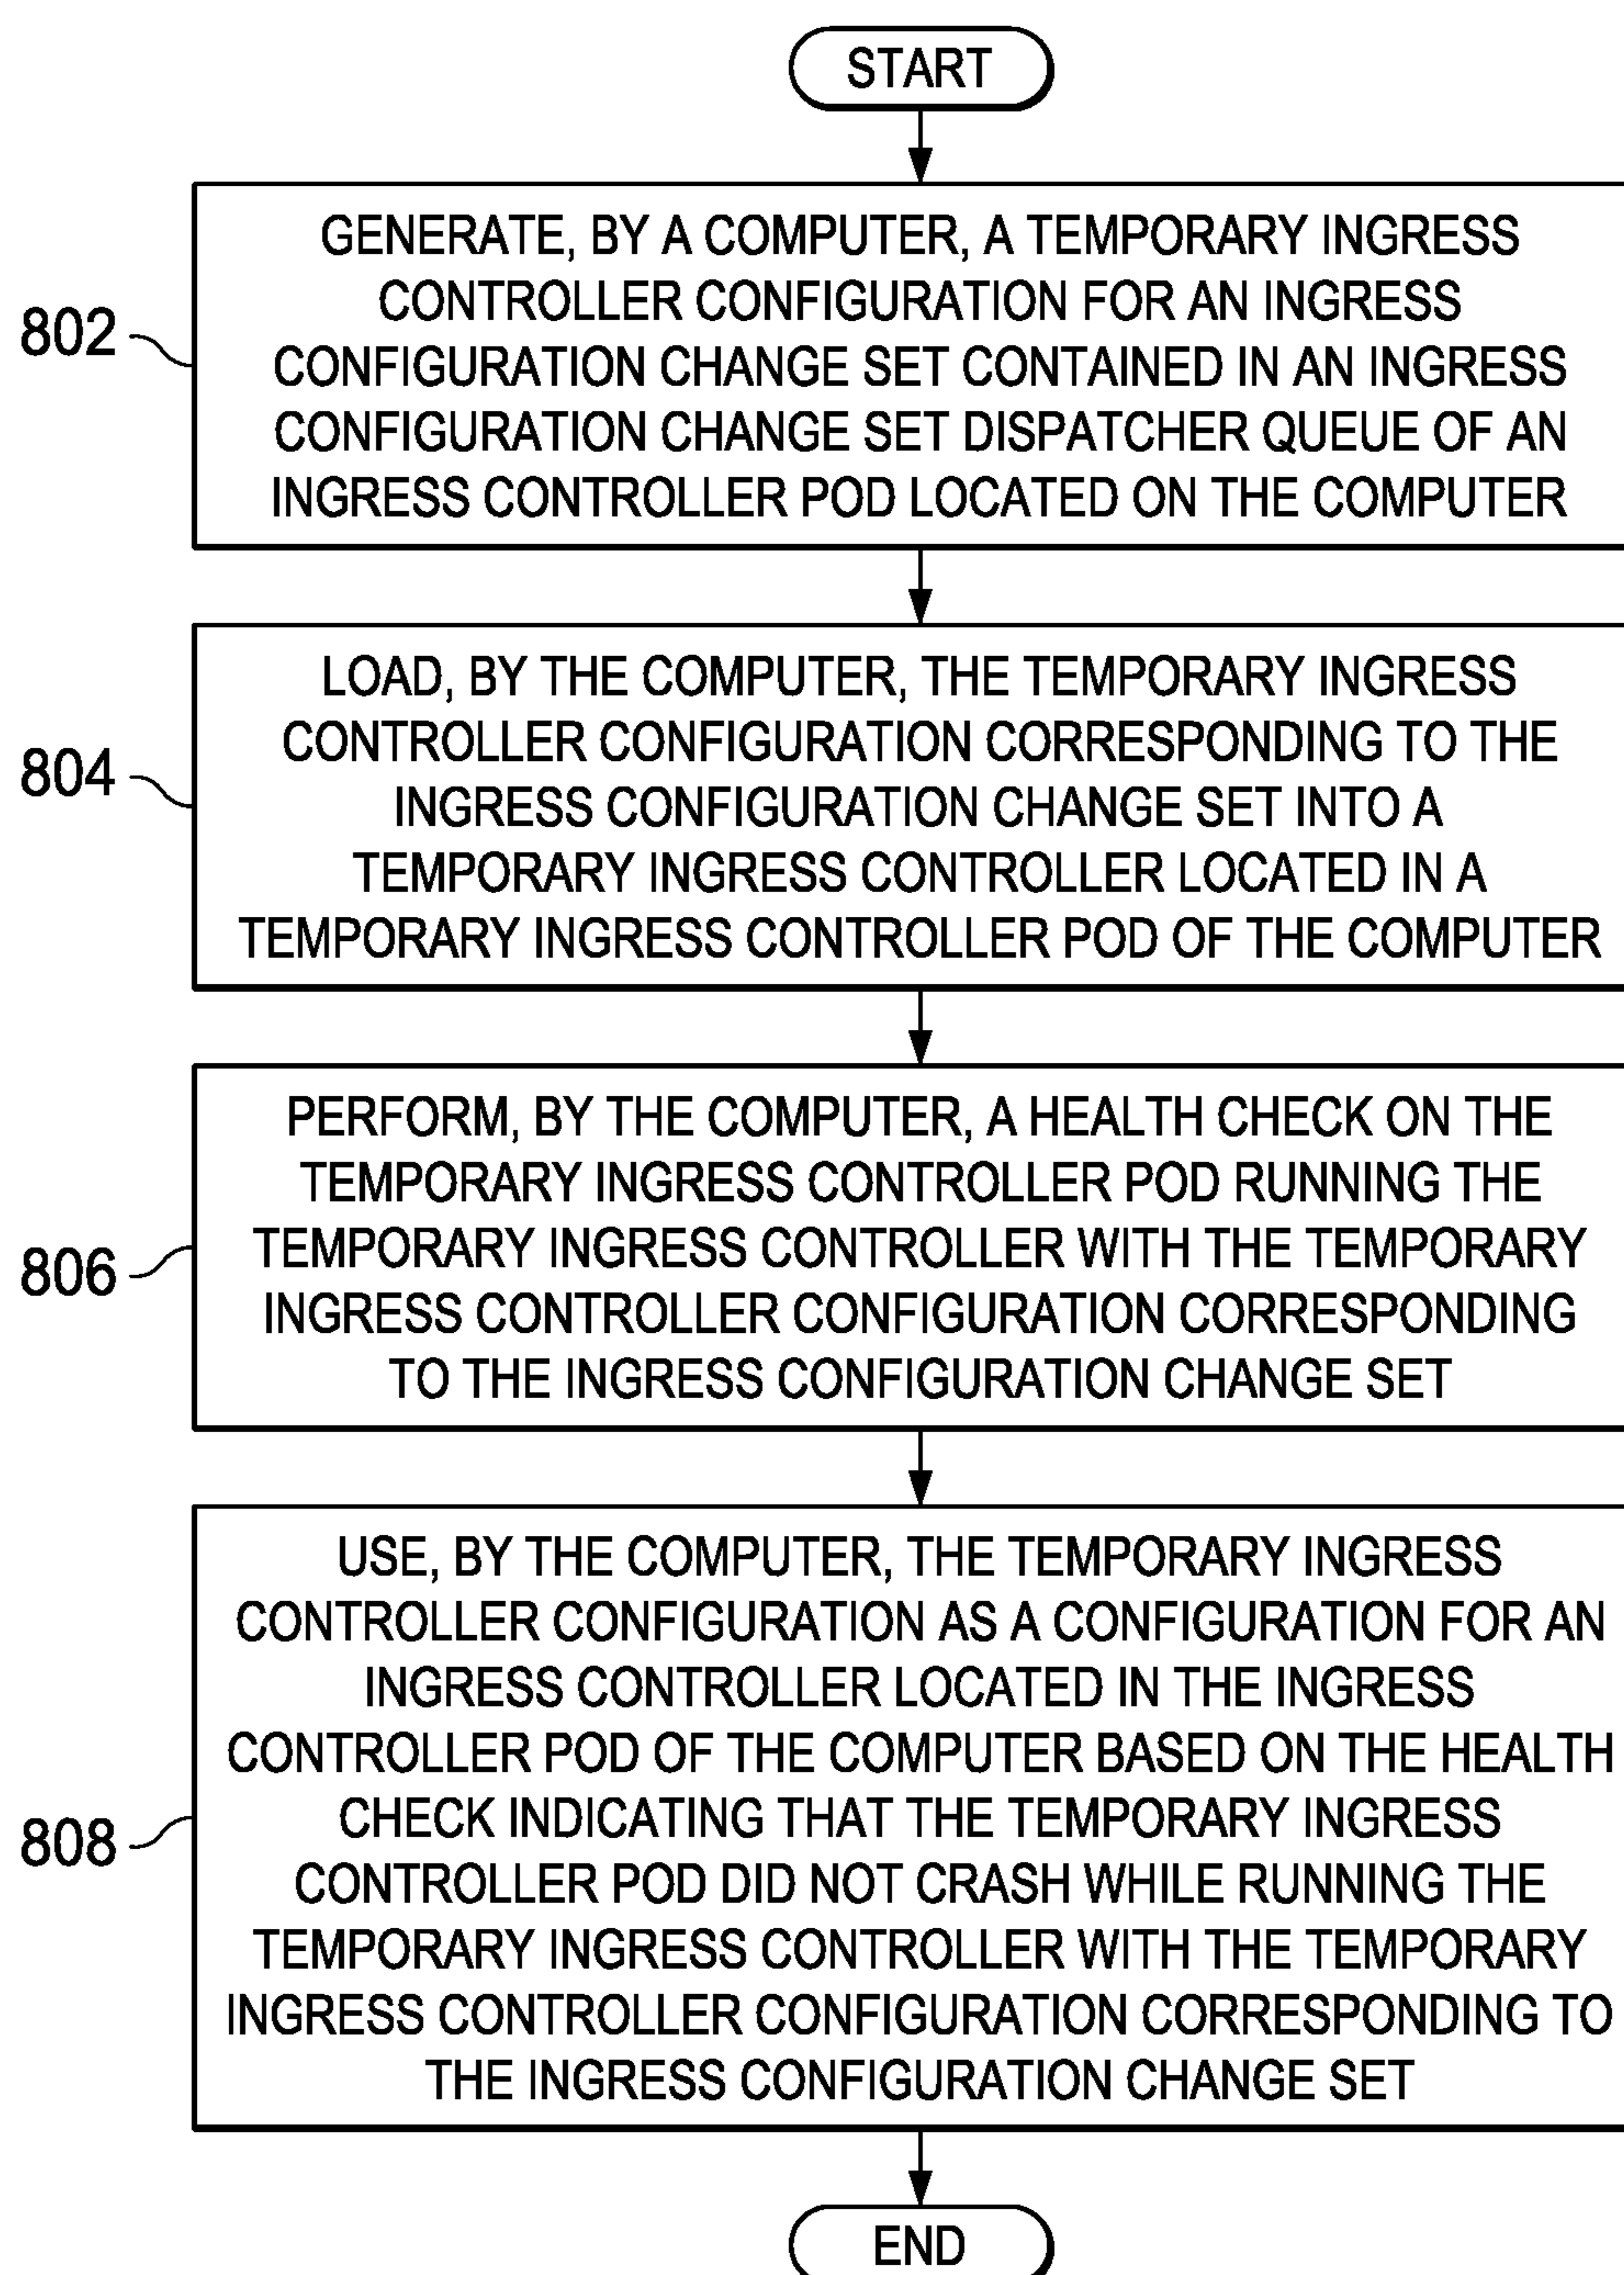 START
GENERATE, BY A COMPUTER, A TEMPORARY INGRESS
CONTROLLER CONFIGURATION FOR AN INGRESS
CONFIGURATION CHANGE SET CONTAINED IN AN INGRESS
CONFIGURATION CHANGE SET DISPATCHER QUEUE OF AN
INGRESS CONTROLLER POD LOCATED ON THE COMPUTER
802
LOAD, BY THE COMPUTER, THE TEMPORARY INGRESS
CONTROLLER CONFIGURATION CORRESPONDING TO THE
INGRESS CONFIGURATION CHANGE SET INTO A
TEMPORARY INGRESS CONTROLLER LOCATED IN A
TEMPORARY INGRESS CONTROLLER POD OF THE COMPUTER
804
PERFORM, BY THE COMPUTER, A HEALTH CHECK ON THE
TEMPORARY INGRESS CONTROLLER POD RUNNING THE
TEMPORARY INGRESS CONTROLLER WITH THE TEMPORARY
INGRESS CONTROLLER CONFIGURATION CORRESPONDING
TO THE INGRESS CONFIGURATION CHANGE SET
806
USE, BY THE COMPUTER, THE TEMPORARY INGRESS
CONTROLLER CONFIGURATION AS A CONFIGURATION FOR AN
INGRESS CONTROLLER LOCATED IN THE INGRESS
CONTROLLER POD OF THE COMPUTER BASED ON THE HEALTH
CHECK INDICATING THAT THE TEMPORARY INGRESS
CONTROLLER POD DID NOT CRASH WHILE RUNNING THE
TEMPORARY INGRESS CONTROLLER WITH THE TEMPORARY
INGRESS CONTROLLER CONFIGURATION CORRESPONDING TO
THE INGRESS CONFIGURATION CHANGE SET
808
END